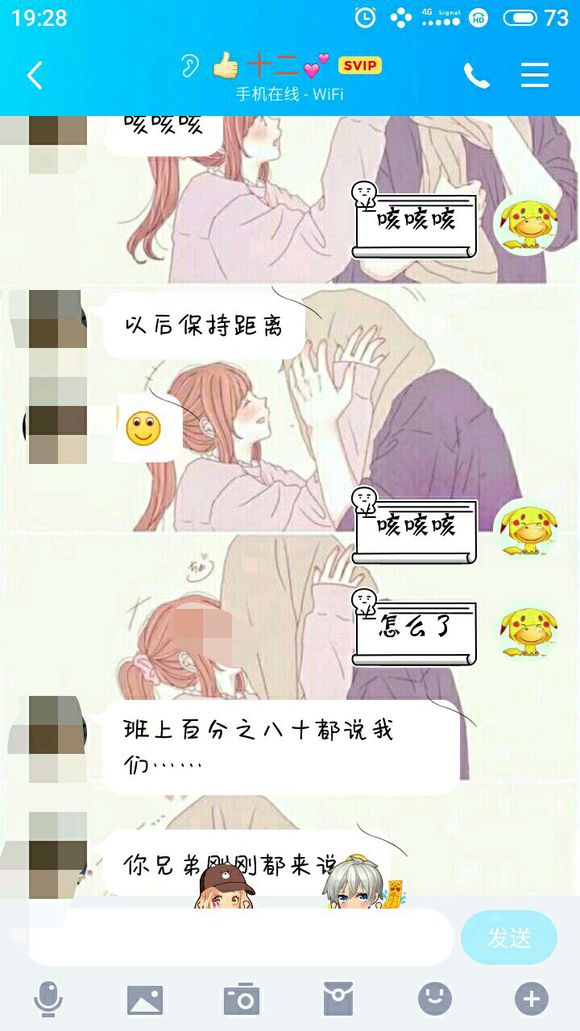 19:28
4G Signal
HD
73
👍十二💕 SVIP
手机在线 - WiFi
咳咳咳
咳咳咳
以后保持距离
咳咳咳
怎么了
班上百分之八十都说我
们……
你兄弟刚刚都来说
发送